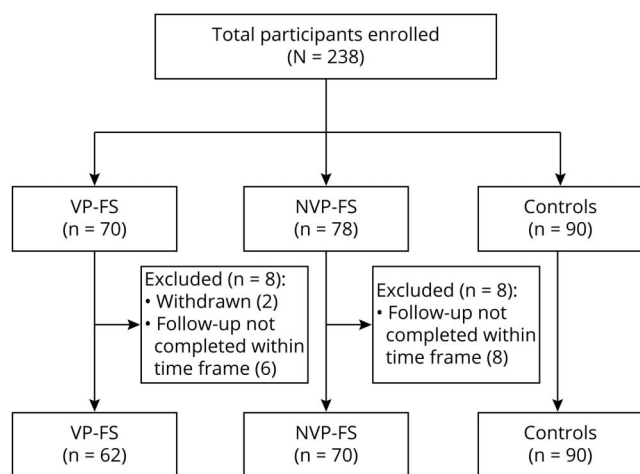 Total participants enrolled
(N = 238)
VP-FS
(n = 70)
NVP-FS
(n = 78)
Controls
(n = 90)
Excluded (n = 8):
• Withdrawn (2)
• Follow-up not
completed within
time frame (6)
Excluded (n = 8):
• Follow-up not
completed within
time frame (8)
VP-FS
(n = 62)
NVP-FS
(n = 70)
Controls
(n = 90)